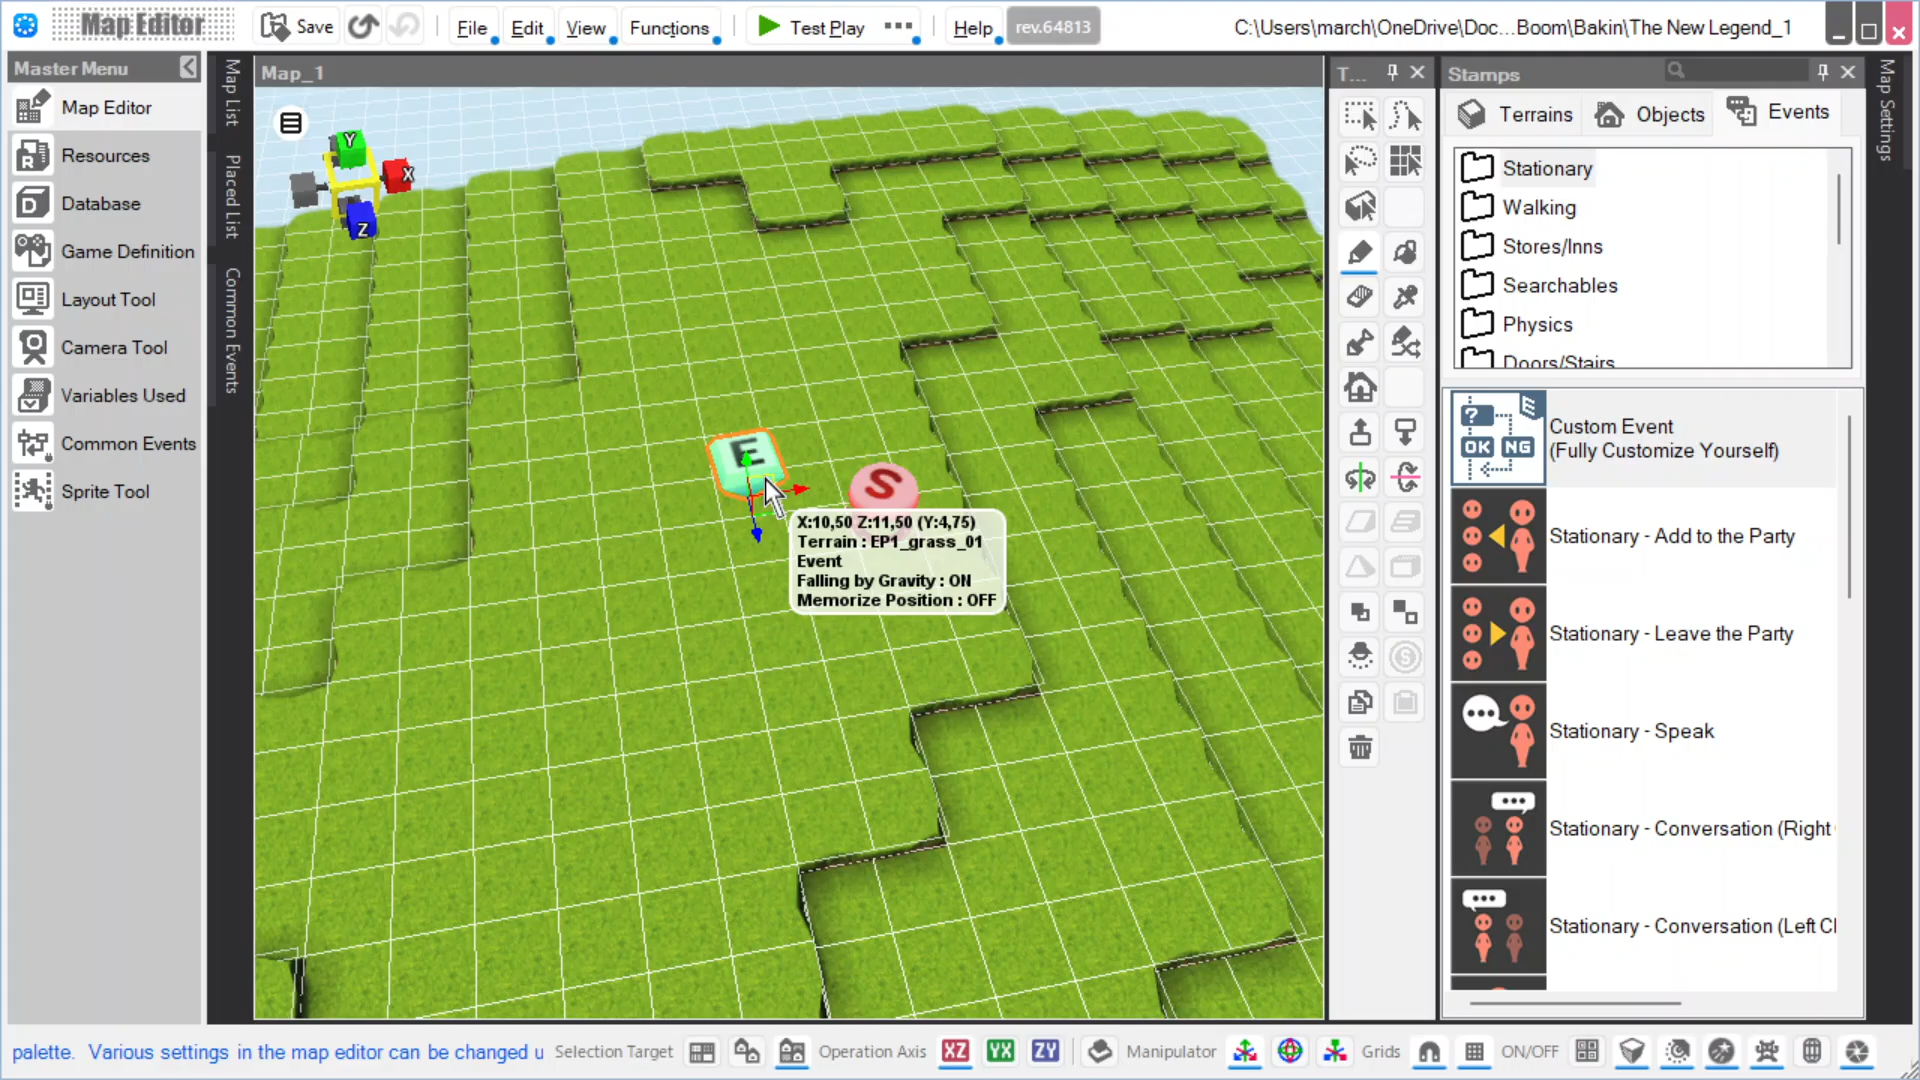 Map Editor
Save
File
Edit
View
Functions
Test Play
Help
rev.64813
C:\Users\march\OneDrive\Doc...Boom\Bakin\The New Legend_1
Master Menu
Map Editor
Resources
Database
Game Definition
Layout Tool
Camera Tool
Variables Used
Common Events
Sprite Tool
Map List
Placed List
Common Events
Map_1
Y
X
Z
E
S
X:10,50 Z:11,50 (Y:4,75)
Terrain : EP1_grass_01
Event
Falling by Gravity : ON
Memorize Position : OFF
T...
Stamps
Terrains
Objects
Events
Stationary
Walking
Stores/Inns
Searchables
Physics
Doors/Stairs
?
E
OK
NG
Custom Event
(Fully Customize Yourself)
Stationary - Add to the Party
Stationary - Leave the Party
Stationary - Speak
Stationary - Conversation (Right
Stationary - Conversation (Left Cl
Map Settings
palette. Various settings in the map editor can be changed u
Selection Target
Operation Axis
XZ
YX
ZY
Manipulator
Grids
ON/OFF